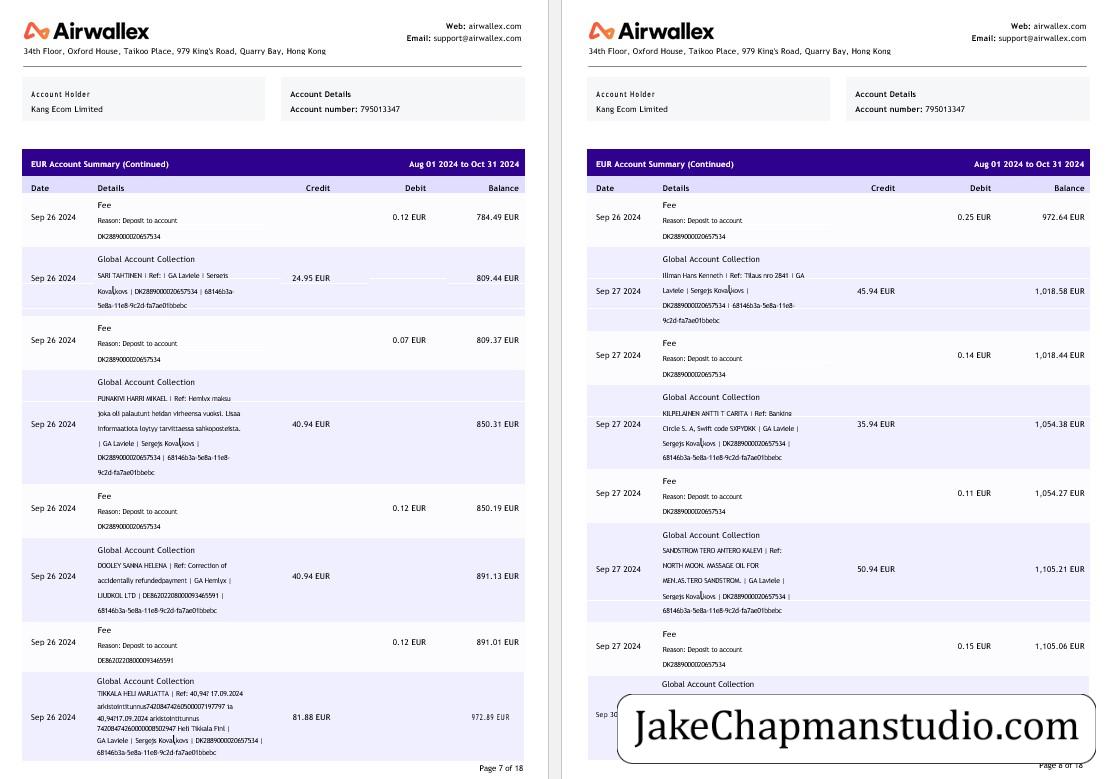 Airwallex
Web: airwallex.com
Email: support@airwallex.com
34th Floor, Oxford House, Taikoo Place, 979 King's Road, Quarry Bay, Hong Kong
Account Holder
Kang Ecom Limited
Account Details
Account number: 795013347
EUR Account Summary (Continued) Aug 01 2024 to Oct 31 2024
Date Details Credit Debit Balance
Fee
Sep 26 2024 Reason: Deposit to account 0.12 EUR 784.49 EUR
DK2889000020657534
Global Account Collection
SARI TAHTINEN | Ref: | GA Laviele | Sergejs
Sep 26 2024 24.95 EUR 809.44 EUR
Kovaļkovs | DK2889000020657534 | 68146b3a-
5e8a-11e8-9c2d-fa7ae01bbebc
Fee
Sep 26 2024 Reason: Deposit to account 0.07 EUR 809.37 EUR
DK2889000020657534
Global Account Collection
PUNAKIVI HARRI MIKAEL | Ref: Hemlyx maksu
joka oli palautunt heidan virheensa vuoksi. Lisaa
Sep 26 2024 informaatiota loytyy tarvittaessa sahkoposteista. 40.94 EUR 850.31 EUR
| GA Laviele | Sergejs Kovaļkovs |
DK2889000020657534 | 68146b3a-5e8a-11e8-
9c2d-fa7ae01bbebc
Fee
Sep 26 2024 Reason: Deposit to account 0.12 EUR 850.19 EUR
DK2889000020657534
Global Account Collection
DOOLEY SANNA HELENA | Ref: Correction of
Sep 26 2024 accidentally refundedpayment | GA Hemlyx | 40.94 EUR 891.13 EUR
LIUDKOL LTD | DE86202208000093465591 |
68146b3a-5e8a-11e8-9c2d-fa7ae01bbebc
Fee
Sep 26 2024 Reason: Deposit to account 0.12 EUR 891.01 EUR
DE86202208000093465591
Global Account Collection
TIKKALA HELI MARJATTA | Ref: 40,94? 17.09.2024
arkistointitunnus74208474260500007197797 ja
Sep 26 2024 40,94?17.09.2024 arkistointitunnus 81.88 EUR 972.89 EUR
74208474260000008502947 Heli Tikkala Fini |
GA Laviele | Sergejs Kovaļkovs | DK2889000020657534 |
68146b3a-5e8a-11e8-9c2d-fa7ae01bbebc
Page 7 of 18
Airwallex
Web: airwallex.com
Email: support@airwallex.com
34th Floor, Oxford House, Taikoo Place, 979 King's Road, Quarry Bay, Hong Kong
Account Holder
Kang Ecom Limited
Account Details
Account number: 795013347
EUR Account Summary (Continued) Aug 01 2024 to Oct 31 2024
Date Details Credit Debit Balance
Fee
Sep 26 2024 Reason: Deposit to account 0.25 EUR 972.64 EUR
DK2889000020657534
Global Account Collection
Illman Hans Kenneth | Ref: Tilaus nro 2841 | GA
Sep 27 2024 Laviele | Sergejs Kovaļkovs | 45.94 EUR 1,018.58 EUR
DK2889000020657534 | 68146b3a-5e8a-11e8-
9c2d-fa7ae01bbebc
Fee
Sep 27 2024 Reason: Deposit to account 0.14 EUR 1,018.44 EUR
DK2889000020657534
Global Account Collection
KILPELAINEN ANTTI T CARITA | Ref: Banking
Sep 27 2024 Circle S. A, Swift code SXPYDKK | GA Laviele | 35.94 EUR 1,054.38 EUR
Sergejs Kovaļkovs | DK2889000020657534 |
68146b3a-5e8a-11e8-9c2d-fa7ae01bbebc
Fee
Sep 27 2024 Reason: Deposit to account 0.11 EUR 1,054.27 EUR
DK2889000020657534
Global Account Collection
SANDSTROM TERO ANTERO KALEVI | Ref:
NORTH MOON. MASSAGE OIL FOR
Sep 27 2024 MEN.AS.TERO SANDSTROM. | GA Laviele | 50.94 EUR 1,105.21 EUR
Sergejs Kovaļkovs | DK2889000020657534 |
68146b3a-5e8a-11e8-9c2d-fa7ae01bbebc
Fee
Sep 27 2024 Reason: Deposit to account 0.15 EUR 1,105.06 EUR
DK2889000020657534
Global Account Collection
Sep 30
JakeChapmanstudio.com
Page 8 of 18